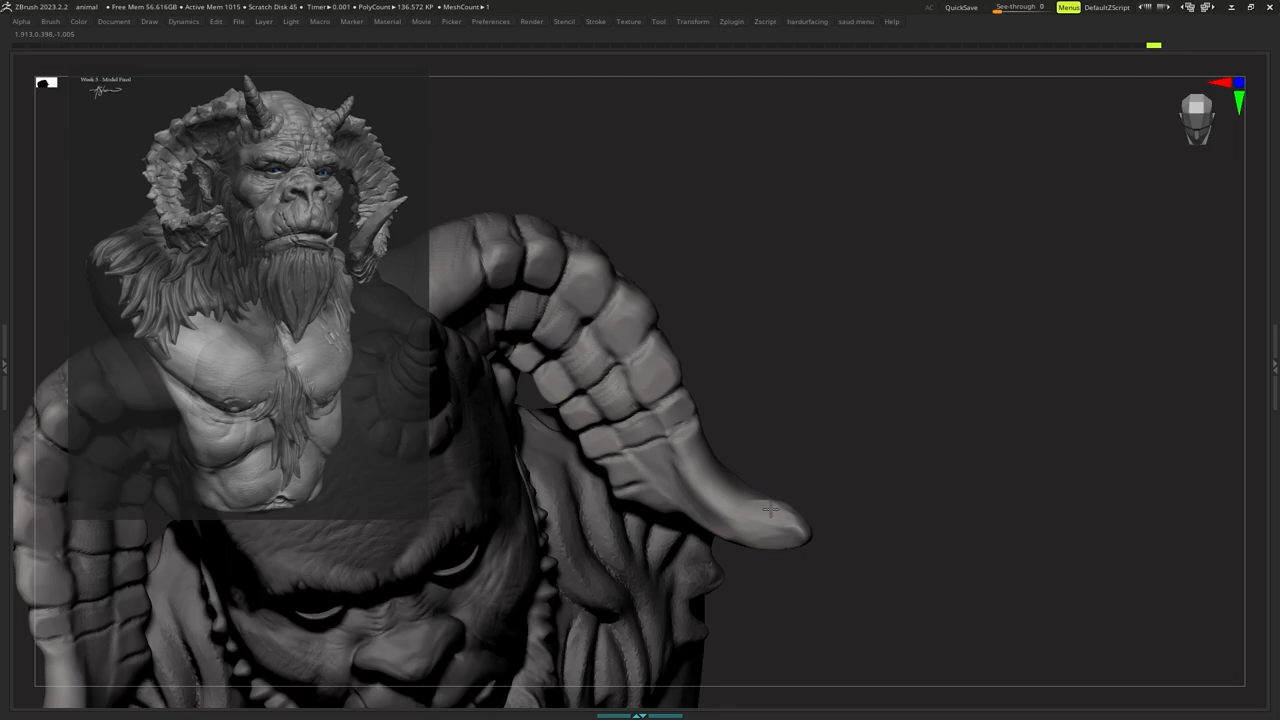 ZBrush 2023.2.2 animal • Free Mem 56.616GB • Active Mem 1015 • Scratch Disk 45 • Timer►0.001 • PolyCount►136.572 KP • MeshCount►1 AC QuickSave See-through 0 Menus DefaultZScript
Alpha Brush Color Document Draw Dynamics Edit File Layer Light Macro Marker Material Movie Picker Preferences Render Stencil Stroke Texture Tool Transform Zplugin Zscript hardurfacing saud menu Help
1.913,0.398,-1.005
Week 3 - Model Panel